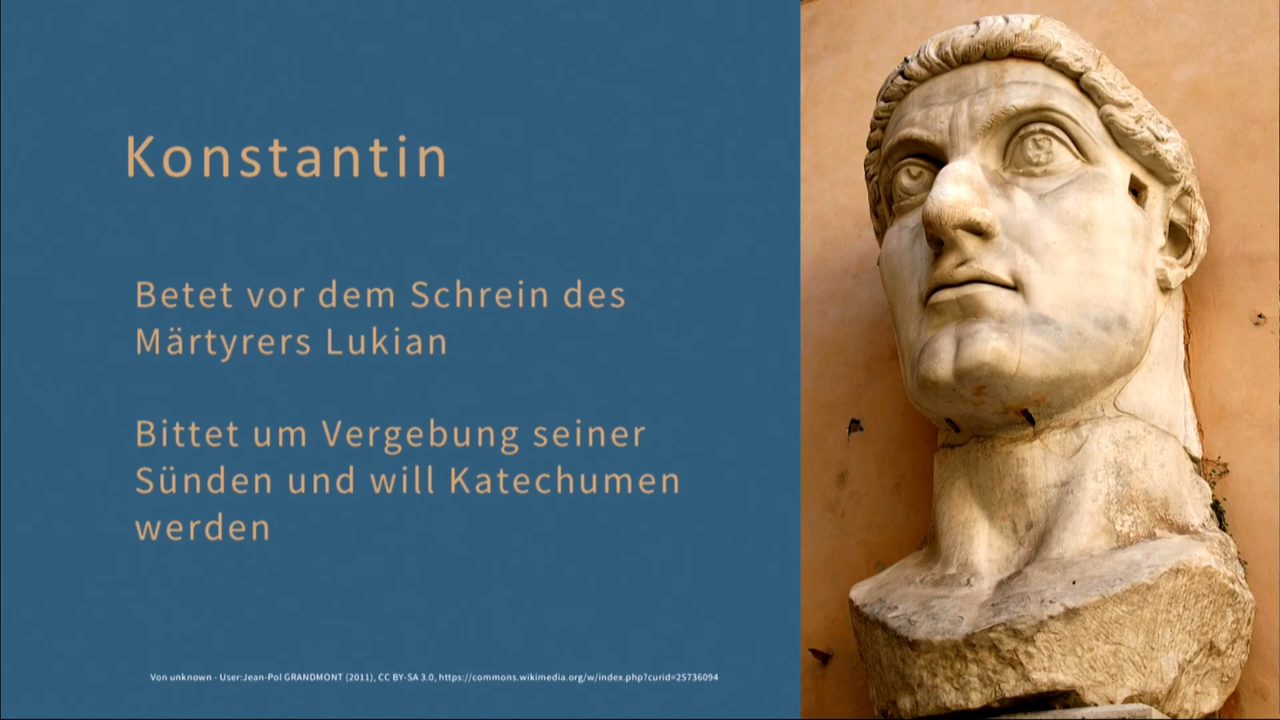 Konstantin
Betet vor dem Schrein des
Märtyrers Lukian
Bittet um Vergebung seiner
Sünden und will Katechumen
werden
Von unknown - User:Jean-Pol GRANDMONT (2011), CC BY-SA 3.0, https://commons.wikimedia.org/w/index.php?curid=25736094